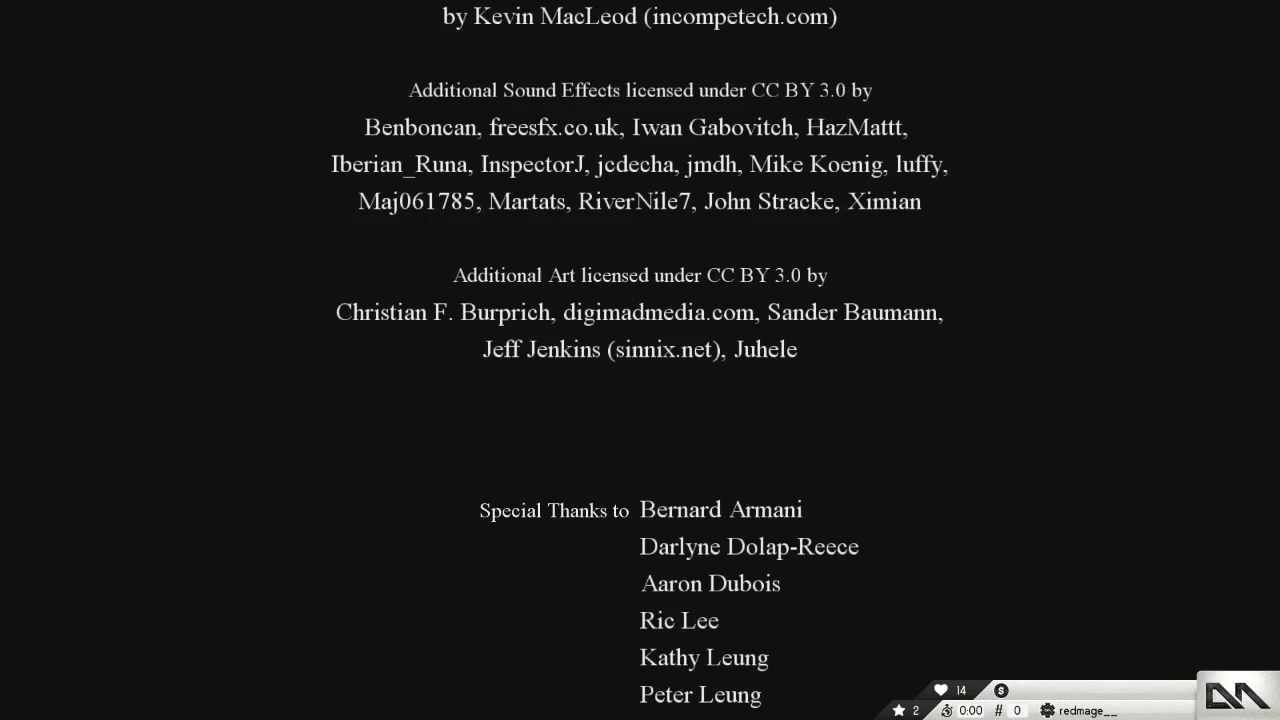 by Kevin MacLeod (incompetech.com)
Additional Sound Effects licensed under CC BY 3.0 by
Benboncan, freesfx.co.uk, Iwan Gabovitch, HazMattt,
Iberian_Runa, InspectorJ, jcdecha, jmdh, Mike Koenig, luffy,
Maj061785, Martats, RiverNile7, John Stracke, Ximian
Additional Art licensed under CC BY 3.0 by
Christian F. Burprich, digimadmedia.com, Sander Baumann,
Jeff Jenkins (sinnix.net), Juhele
Special Thanks to Bernard Armani
Darlyne Dolap-Reece
Aaron Dubois
Ric Lee
Kathy Leung
Peter Leung
14 S
2 0:00 # 0 redmage__